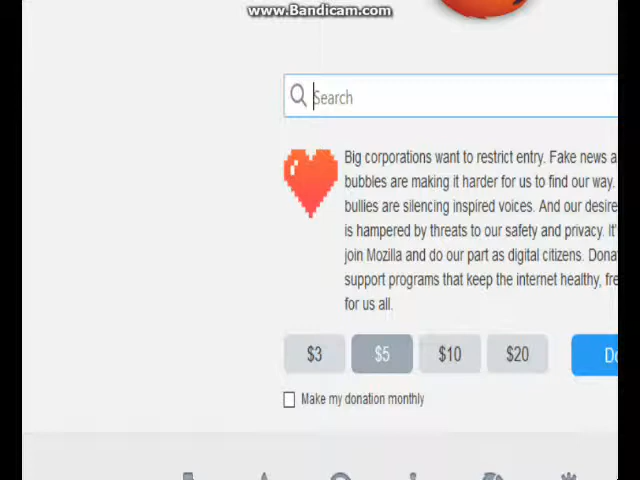 www.Bandicam.com
Search
Big corporations want to restrict entry. Fake news a
bubbles are making it harder for us to find our way.
bullies are silencing inspired voices. And our desire
is hampered by threats to our safety and privacy. It'
join Mozilla and do our part as digital citizens. Dona
support programs that keep the internet healthy, fre
for us all.
$3 $5 $10 $20 Do
Make my donation monthly